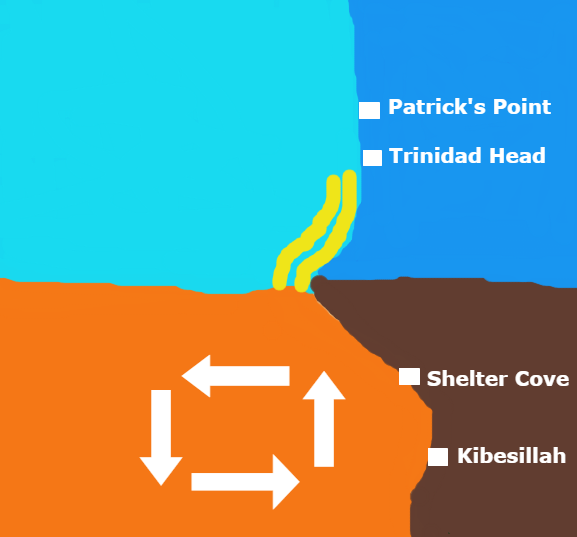 Patrick's Point
Trinidad Head
Shelter Cove
Kibesillah